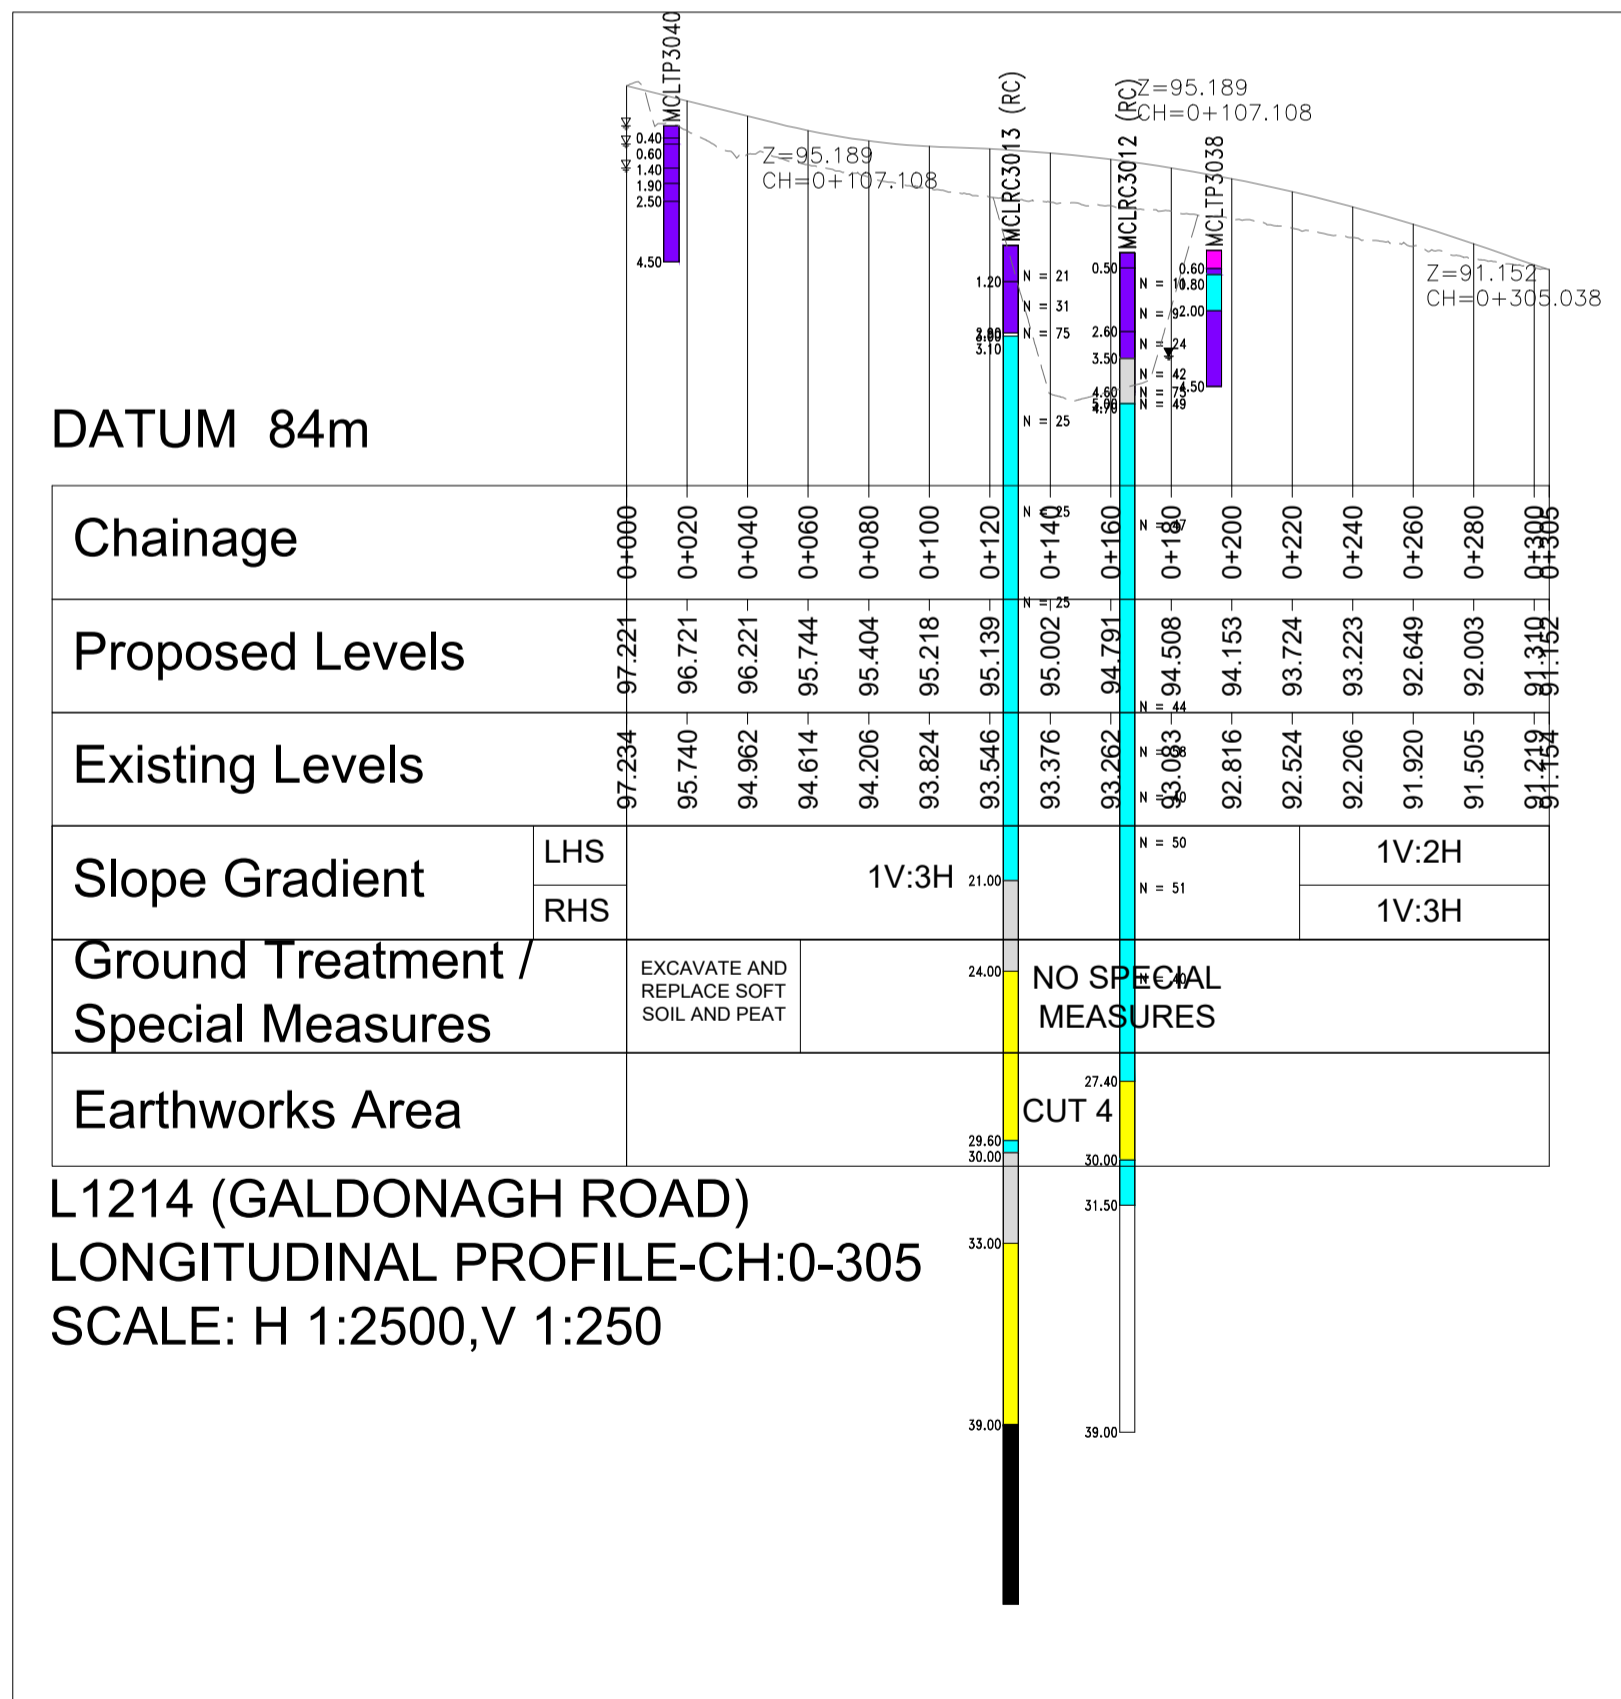 MCLTP3040
MCLRC3013 (RC)
MCLRC3012 (RC)
MCLTP3038
Z=95.189
CH=0+107.108
Z=95.189
CH=0+107.108
Z=91.152
CH=0+305.038
0.40
0.60
1.40
1.90
2.50
4.50
1.20
3.10
N = 21
N = 31
N = 75
N = 25
N = 25
N = 25
0.50
2.60
3.50
4.60
4.70
N = 9
N = 24
N = 42
N = 75
N = 49
N = 47
N = 44
N = 40
N = 50
N = 51
N = 40
0.60
0.80
2.00
4.50
DATUM 84m
Chainage
0+000 0+020 0+040 0+060 0+080 0+100 0+120 0+140 0+160 0+180 0+200 0+220 0+240 0+260 0+280 0+300 0+305
Proposed Levels
97.221 96.721 96.221 95.744 95.404 95.218 95.139 95.002 94.791 94.508 94.153 93.724 93.223 92.649 92.003 91.310 91.152
Existing Levels
97.234 95.740 94.962 94.614 94.206 93.824 93.546 93.376 93.262 93.093 92.816 92.524 92.206 91.920 91.505 91.219 91.154
Slope Gradient
LHS
RHS
1V:3H
1V:2H
1V:3H
21.00
24.00
29.60
30.00
33.00
39.00
27.40
30.00
31.50
39.00
Ground Treatment /
Special Measures
EXCAVATE AND
REPLACE SOFT
SOIL AND PEAT
NO SPECIAL
MEASURES
Earthworks Area
CUT 4
L1214 (GALDONAGH ROAD)
LONGITUDINAL PROFILE-CH:0-305
SCALE: H 1:2500,V 1:250